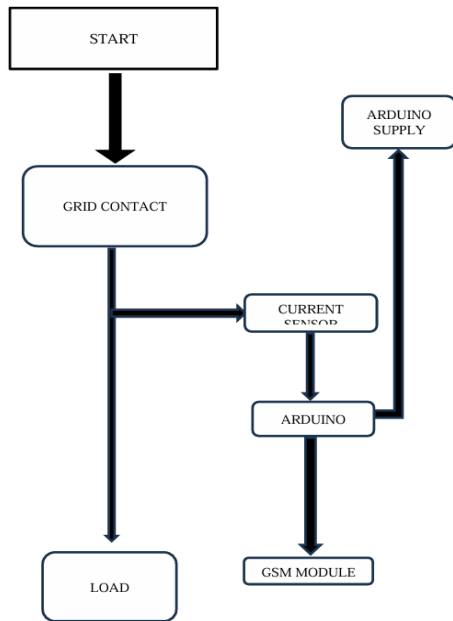 START
ARDUINO
SUPPLY
GRID CONTACT
CURRENT
SENSOR
ARDUINO
GSM MODULE
LOAD